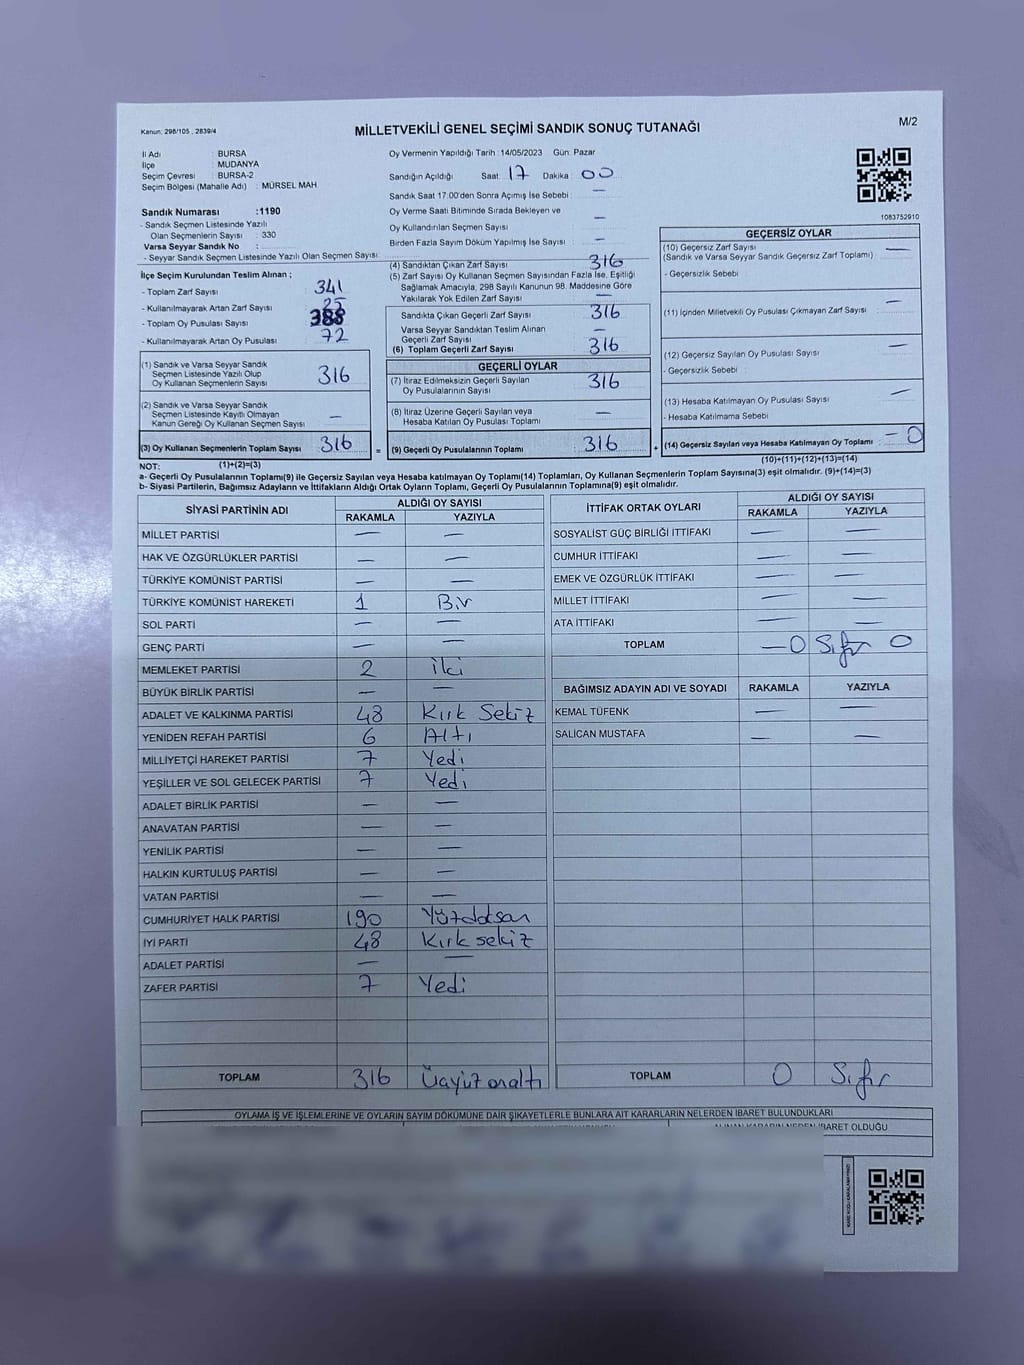 Kanun: 298/105 , 2839/4
MİLLETVEKİLİ GENEL SEÇİMİ SANDIK SONUÇ TUTANAĞI
M/2
İl Adı : BURSA
İlçe : MUDANYA
Seçim Çevresi : BURSA-2
Seçim Bölgesi (Mahalle Adı) : MÜRSEL MAH
Sandık Numarası :1190
- Sandık Seçmen Listesinde Yazılı
Olan Seçmenlerin Sayısı : 330
Varsa Seyyar Sandık No :
- Seyyar Sandık Seçmen Listesinde Yazılı Olan Seçmen Sayısı:
İlçe Seçim Kurulundan Teslim Alınan ;
- Toplam Zarf Sayısı 341
- Kullanılmayarak Artan Zarf Sayısı 25
- Toplam Oy Pusulası Sayısı 388
- Kullanılmayarak Artan Oy Pusulası 72
(1) Sandık ve Varsa Seyyar Sandık
Seçmen Listesinde Yazılı Olup
Oy Kullanan Seçmenlerin Sayısı 316
(2) Sandık ve Varsa Seyyar Sandık
Seçmen Listesinde Kayıtlı Olmayan
Kanun Gereği Oy Kullanan Seçmen Sayısı —
(3) Oy Kullanan Seçmenlerin Toplam Sayısı 316 =
(1)+(2)=(3)
Oy Vermenin Yapıldığı Tarih :14/05/2023 Gün: Pazar
Sandığın Açıldığı Saat: 17 Dakika : 00
Sandık Saat 17:00'den Sonra Açımış İse Sebebi : —
Oy Verme Saati Bitiminde Sırada Bekleyen ve
Oy Kullandırılan Seçmen Sayısı —
Birden Fazla Sayım Döküm Yapılmış İse Sayısı —
(4) Sandıktan Çıkan Zarf Sayısı 316
(5) Zarf Sayısı Oy Kullanan Seçmen Sayısından Fazla İse, Eşitliği
Sağlamak Amacıyla, 298 Sayılı Kanunun 98. Maddesine Göre
Yakılarak Yok Edilen Zarf Sayısı —
Sandıkta Çıkan Geçerli Zarf Sayısı 316
Varsa Seyyar Sandıktan Teslim Alınan
Geçerli Zarf Sayısı —
(6) Toplam Geçerli Zarf Sayısı 316
GEÇERLİ OYLAR
(7) İtiraz Edilmeksizin Geçerli Sayılan
Oy Pusulalarının Sayısı 316
(8) İtiraz Üzerine Geçerli Sayılan veya
Hesaba Katılan Oy Pusulası Toplamı —
(9) Geçerli Oy Pusulalarının Toplamı 316 +
1083752910
GEÇERSİZ OYLAR
(10) Geçersiz Zarf Sayısı —
(Sandık ve Varsa Seyyar Sandık Geçersiz Zarf Toplamı)
- Geçersizlik Sebebi :
(11) İçinden Milletvekili Oy Pusulası Çıkmayan Zarf Sayısı —
(12) Geçersiz Sayılan Oy Pusulası Sayısı —
- Geçersizlik Sebebi :
(13) Hesaba Katılmayan Oy Pusulası Sayısı —
- Hesaba Katılmama Sebebi
(14) Geçersiz Sayılan veya Hesaba Katılmayan Oy Toplamı — 0
(10)+(11)+(12)+(13)=(14)
NOT:
a- Geçerli Oy Pusulalarının Toplamı(9) ile Geçersiz Sayılan veya Hesaba katılmayan Oy Toplamı(14) Toplamları, Oy Kullanan Seçmenlerin Toplam Sayısına(3) eşit olmalıdır. (9)+(14)=(3)
b- Siyasi Partilerin, Bağımsız Adayların ve İttifakların Aldığı Ortak Oyların Toplamı, Geçerli Oy Pusulalarının Toplamına(9) eşit olmalıdır.
SİYASİ PARTİNİN ADI ALDIĞI OY SAYISI
RAKAMLA YAZIYLA
MİLLET PARTİSİ — —
HAK VE ÖZGÜRLÜKLER PARTİSİ — —
TÜRKİYE KOMÜNİST PARTİSİ — —
TÜRKİYE KOMÜNİST HAREKETİ 1 Bir
SOL PARTİ — —
GENÇ PARTİ — —
MEMLEKET PARTİSİ 2 İki
BÜYÜK BİRLİK PARTİSİ — —
ADALET VE KALKINMA PARTİSİ 48 Kırk Sekiz
YENİDEN REFAH PARTİSİ 6 Altı
MİLLİYETÇİ HAREKET PARTİSİ 7 Yedi
YEŞİLLER VE SOL GELECEK PARTİSİ 7 Yedi
ADALET BİRLİK PARTİSİ — —
ANAVATAN PARTİSİ — —
YENİLİK PARTİSİ — —
HALKIN KURTULUŞ PARTİSİ — —
VATAN PARTİSİ — —
CUMHURİYET HALK PARTİSİ 190 Yüzdoksan
İYİ PARTİ 48 Kırk sekiz
ADALET PARTİSİ — —
ZAFER PARTİSİ 7 Yedi
TOPLAM 316 Üçyüz onaltı
İTTİFAK ORTAK OYLARI ALDIĞI OY SAYISI
RAKAMLA YAZIYLA
SOSYALİST GÜÇ BİRLİĞİ İTTİFAKI — —
CUMHUR İTTİFAKI — —
EMEK VE ÖZGÜRLÜK İTTİFAKI — —
MİLLET İTTİFAKI — —
ATA İTTİFAKI — —
TOPLAM —0 Sıfır 0
BAĞIMSIZ ADAYIN ADI VE SOYADI RAKAMLA YAZIYLA
KEMAL TÜFENK — —
SALİCAN MUSTAFA — —
TOPLAM 0 Sıfır
OYLAMA İŞ VE İŞLEMLERİNE VE OYLARIN SAYIM DÖKÜMÜNE DAİR ŞİKAYETLERLE BUNLARA AİT KARARLARIN NELERDEN İBARET BULUNDUKLARI
ALINAN KARARIN NEDEN İBARET OLDUĞU